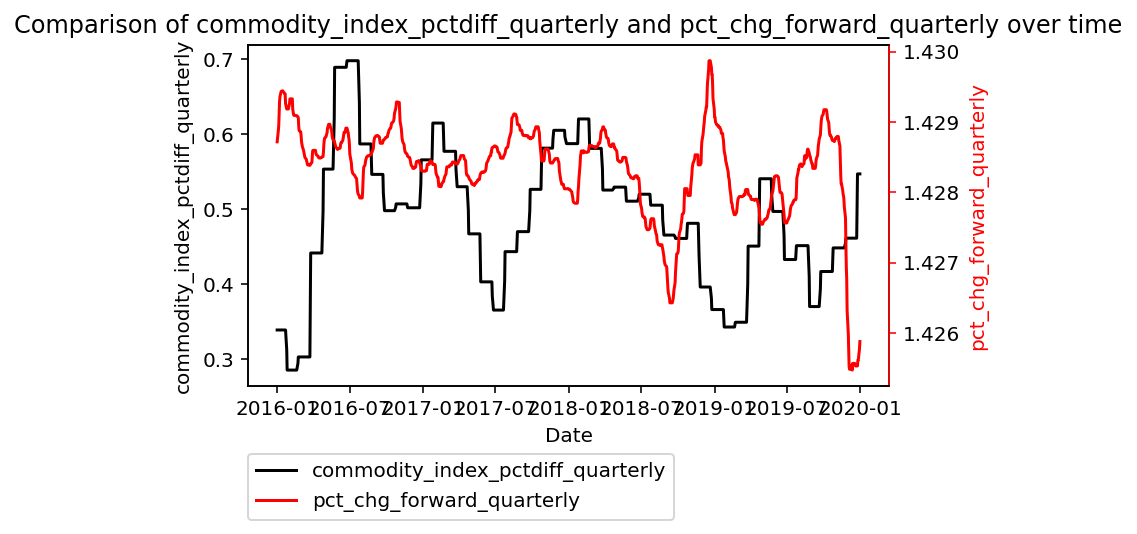 Comparison of commodity_index_pctdiff_quarterly and pct_chg_forward_quarterly over time
commodity_index_pctdiff_quarterly
0.7
0.6
0.5
0.4
0.3
1.430
1.429
1.428
1.427
1.426
pct_chg_forward_quarterly
2016-01 2016-07 2017-01 2017-07 2018-01 2018-07 2019-01 2019-07 2020-01
Date
commodity_index_pctdiff_quarterly
pct_chg_forward_quarterly